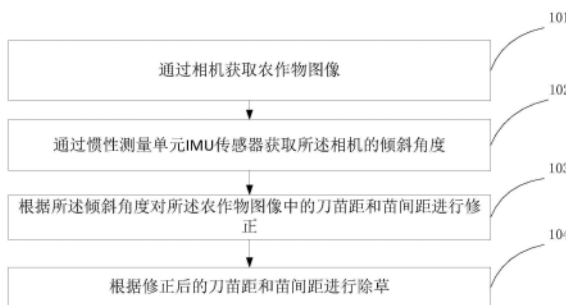 101
通过相机获取农作物图像
102
通过惯性测量单元IMU传感器获取所述相机的倾斜角度
103
根据所述倾斜角度对所述农作物图像中的刀苗距和苗间距进行修
正
104
根据修正后的刀苗距和苗间距进行除草